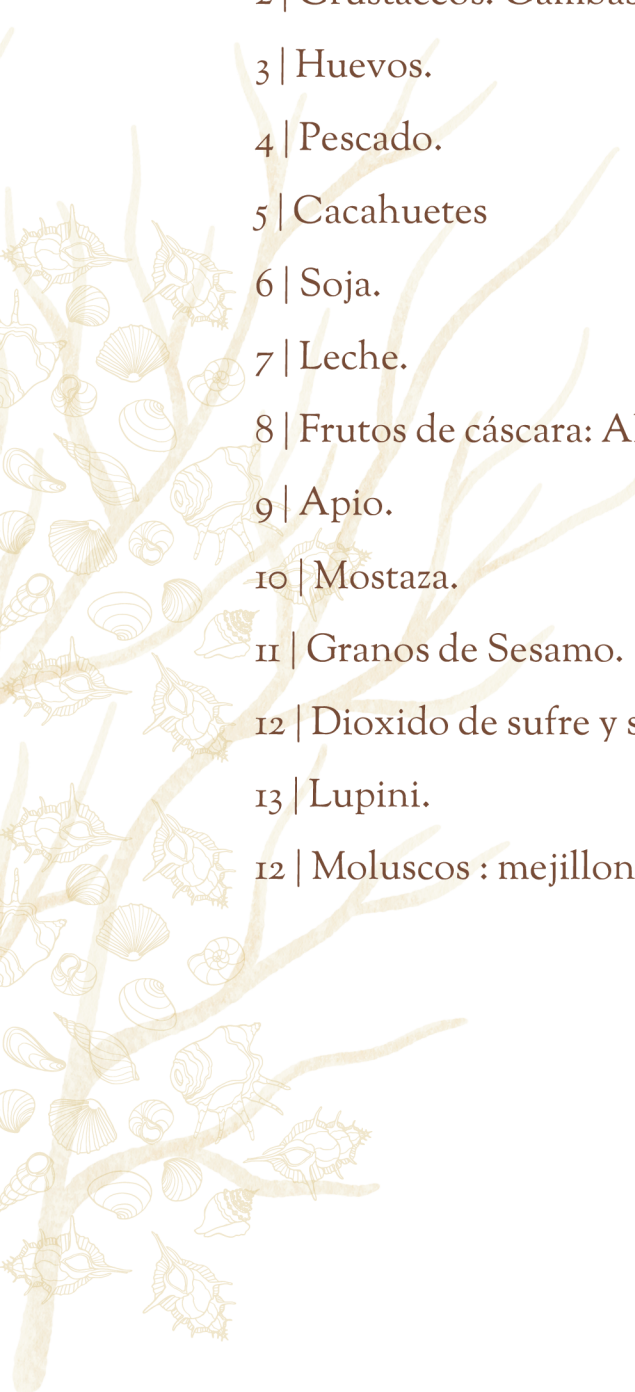 3 | Huevos.
4 | Pescado.
5 | Cacahuetes
6 | Soja.
7 | Leche.
8 | Frutos de cáscara:
9 | Apio.
10 | Mostaza.
11 | Granos de Sesamo.
12 | Dioxido de sufre y
13 | Lupini.
12 | Moluscos : mejillon